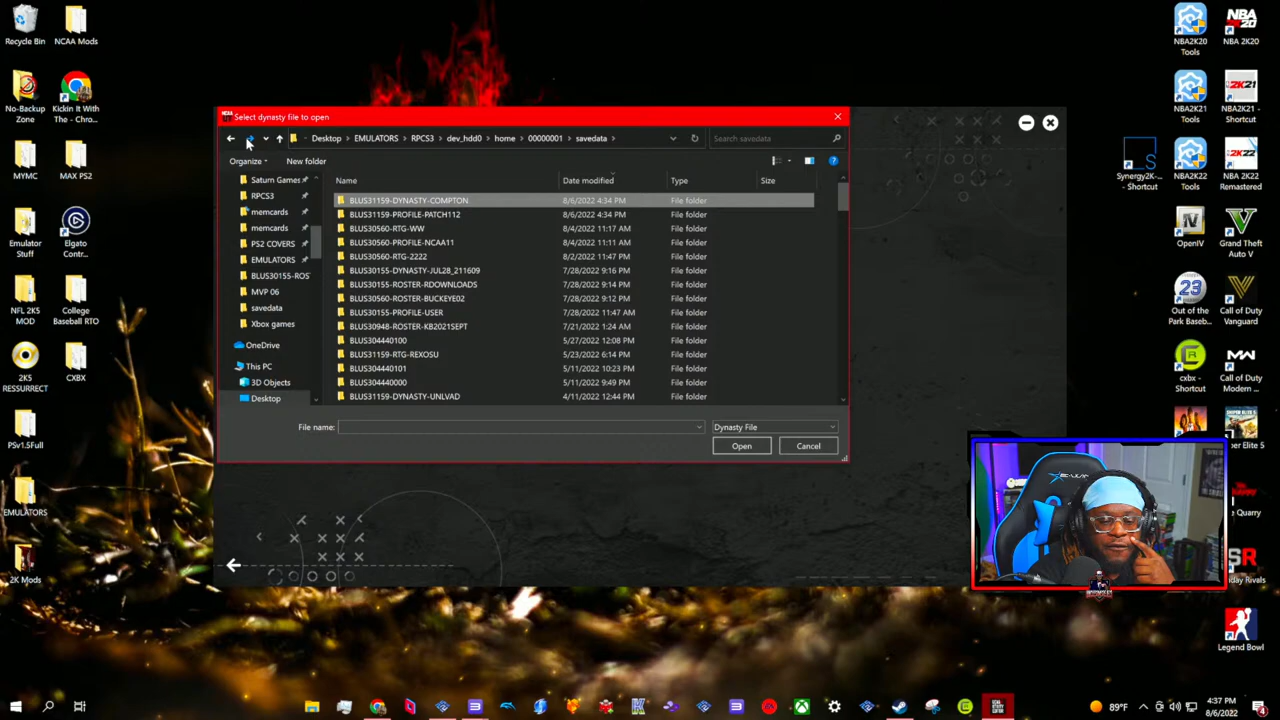 Recycle Bin
NCAA Mods
No-Backup
Zone
Kickin It With
The - Chro...
MYMC
MAX PS2
Emulator
Stuff
Elgato
Contr...
NFL 2K5
MOD
College
Baseball RTO
2K5
RESSURRECT
CXBX
PSv1.5Full
EMULATORS
2K Mods
Select dynasty file to open
Desktop > EMULATORS > RPCS3 > dev_hdd0 > home > 00000001 > savedata >
Search savedata
Organize
New folder
Name
Date modified
Type
Size
Saturn Games
RPCS3
memcards
memcards
PS2 COVERS
EMULATORS
BLUS30155-ROS
MVP 06
savedata
Xbox games
OneDrive
This PC
3D Objects
Desktop
BLUS31159-DYNASTY-COMPTON 8/6/2022 4:34 PM File folder
BLUS31159-PROFILE-PATCH112 8/6/2022 4:34 PM File folder
BLUS30560-RTG-WW 8/4/2022 11:17 AM File folder
BLUS30560-PROFILE-NCAA11 8/4/2022 11:11 AM File folder
BLUS30560-RTG-2222 8/2/2022 11:47 PM File folder
BLUS30155-DYNASTY-JUL28_211609 7/28/2022 9:16 PM File folder
BLUS30155-ROSTER-RDOWNLOADS 7/28/2022 9:14 PM File folder
BLUS30560-ROSTER-BUCKEYE02 7/28/2022 9:12 PM File folder
BLUS30155-PROFILE-USER 7/28/2022 11:47 AM File folder
BLUS30948-ROSTER-KB2021SEPT 7/21/2022 1:24 AM File folder
BLUS304440100 5/27/2022 12:08 PM File folder
BLUS31159-RTG-REXOSU 5/23/2022 6:14 PM File folder
BLUS304440101 5/11/2022 10:23 PM File folder
BLUS304440000 5/11/2022 9:49 PM File folder
BLUS31159-DYNASTY-UNLVAD 4/11/2022 12:44 PM File folder
File name:
Dynasty File
Open
Cancel
NBA2K20
Tools
NBA 2K20
NBA2K21
Tools
NBA2K21 -
Shortcut
Synergy2K-...
- Shortcut
NBA2K22
Tools
NBA 2K22
Remastered
OpenIV
Grand Theft
Auto V
Out of the
Park Baseb...
Call of Duty
Vanguard
cxbx -
Shortcut
Call of Duty
Modern ...
Legend Bowl
89°F
4:37 PM
8/6/2022